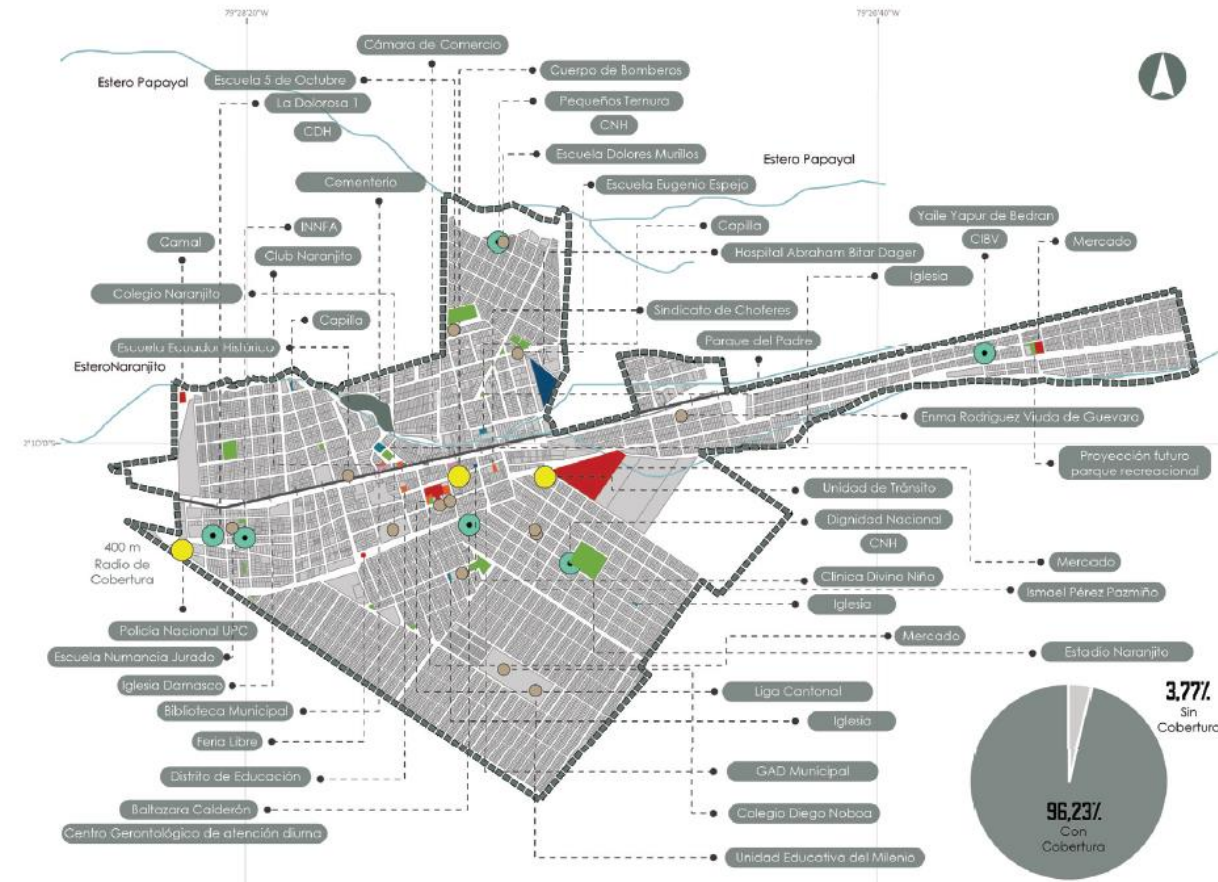 79°28'20"W
79°26'40"W
Cámara de Comercio
Estero Papayal
Escuela 5 de Octubre
Cuerpo de Bomberos
La Dolorosa 1
Pequeños Ternura
CDH
CNH
Escuela Dolores Murillos
Estero Papayal
Cementerio
Escuela Eugenio Espejo
Yaile Yapur de Bedran
INNFA
Capilla
Camal
CIBV
Mercado
Club Naranjito
Hospital Abraham Bitar Dager
Iglesia
Colegio Naranjito
Sindicato de Choferes
Capilla
Parque del Padre
Escuela Ecuador Histórico
EsteroNaranjito
Enma Rodriguez Viuda de Guevara
2°10'0"S
Proyección futuro
parque recreacional
Unidad de Tránsito
Dignidad Nacional
400 m
Radio de
Cobertura
CNH
Mercado
Clínica Divino Niño
Ismael Pérez Pazmiño
Iglesia
Policía Nacional UPC
Mercado
Escuela Numancia Jurado
Estadio Naranjito
Iglesia Damasco
Liga Cantonal
3,77%
Sin
Cobertura
Biblioteca Municipal
Iglesia
Feria Libre
GAD Municipal
Distrito de Educación
Baltazara Calderón
Colegio Diego Noboa
96,23%
Con
Cobertura
Centro Gerontológico de atención diurna
Unidad Educativa del Milenio